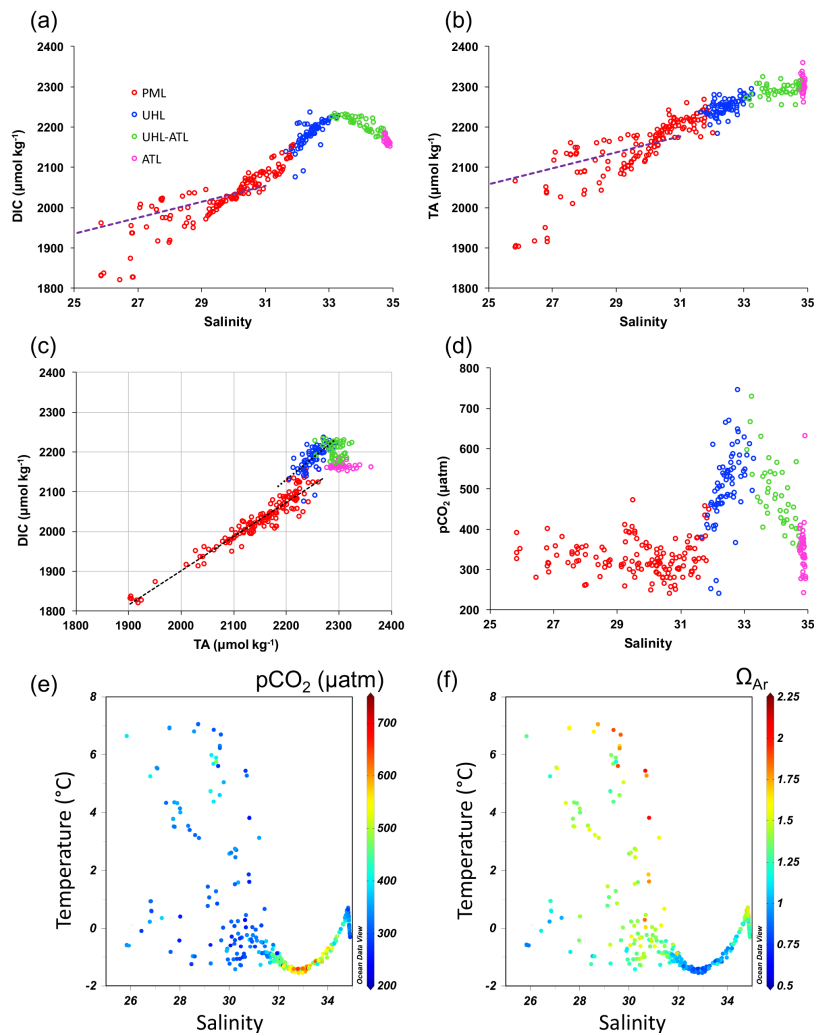 (a)
2400
2300
2200
2100
2000
1900
1800
DIC (μmol kg⁻¹)
PML
UHL
UHL-ATL
ATL
25 27 29 31 33 35
Salinity
(b)
2400
2300
2200
2100
2000
1900
1800
TA (μmol kg⁻¹)
25 27 29 31 33 35
Salinity
(c)
2400
2300
2200
2100
2000
1900
1800
DIC (μmol kg⁻¹)
1800 1900 2000 2100 2200 2300 2400
TA (μmol kg⁻¹)
(d)
800
700
600
500
400
300
200
pCO₂ (μatm)
25 27 29 31 33 35
Salinity
(e)
pCO₂ (μatm)
8
6
4
2
0
-2
Temperature (°C)
26 28 30 32 34
Salinity
700
600
500
400
300
200
Ocean Data View
(f)
Ω_Ar
8
6
4
2
0
-2
Temperature (°C)
26 28 30 32 34
Salinity
2.25
2
1.75
1.5
1.25
1
0.75
0.5
Ocean Data View